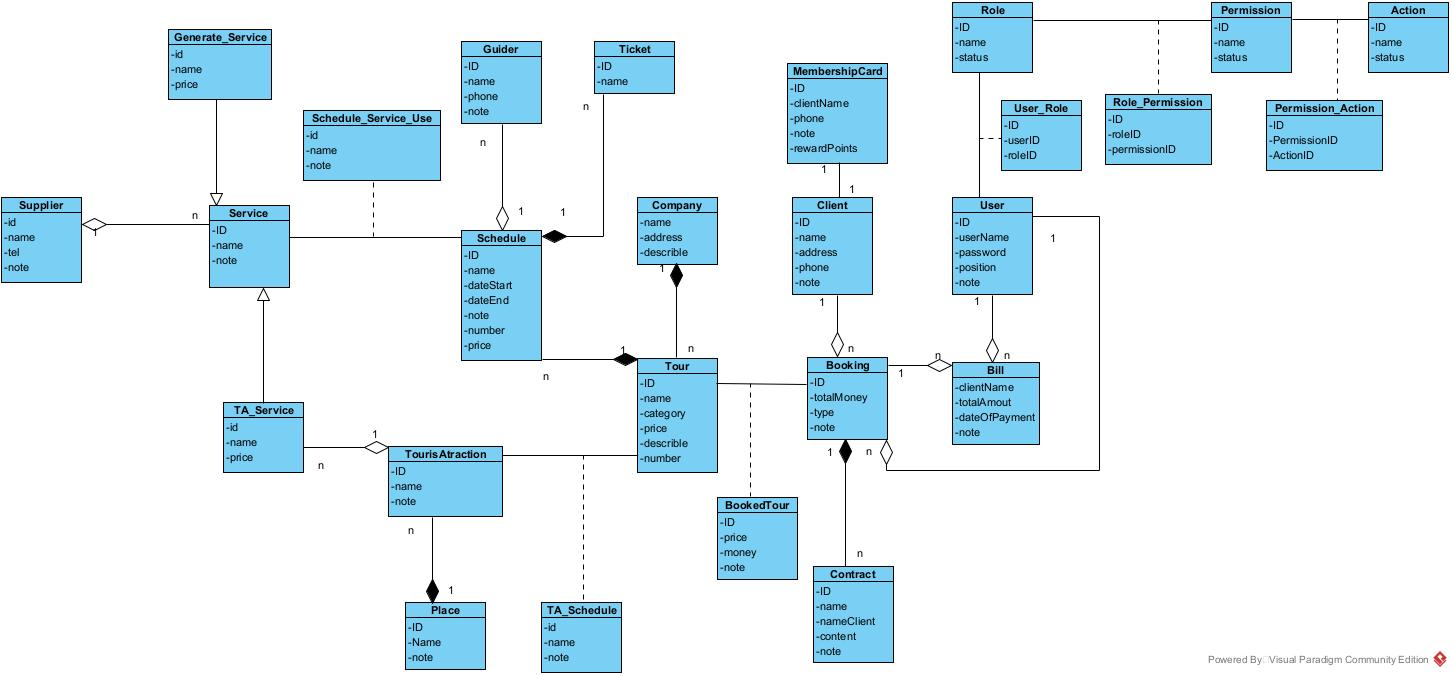 Role
-ID
-name
-status
Permission
-ID
-name
-status
Action
-ID
-name
-status
Generate_Service
-id
-name
-price
Guider
-ID
-name
-phone
-note
Ticket
-ID
-name
MembershipCard
-ID
-clientName
-phone
-note
-rewardPoints
User_Role
-ID
-userID
-roleID
Role_Permission
-ID
-roleID
-permissionID
Permission_Action
-ID
-PermissionID
-ActionID
Schedule_Service_Use
-id
-name
-note
n
n
1
1
Supplier
-id
-name
-tel
-note
1
n
Service
-ID
-name
-note
1
1
Schedule
-ID
-name
-dateStart
-dateEnd
-note
-number
-price
Company
-name
-address
-describle
1
n
Client
-ID
-name
-address
-phone
-note
1
n
User
-ID
-userName
-password
-position
-note
1
1
n
n
1
Tour
-ID
-name
-category
-price
-describle
-number
Booking
-ID
-totalMoney
-type
-note
1
n
Bill
-clientName
-totalAmout
-dateOfPayment
-note
TA_Service
-id
-name
-price
n
1
TourisAtraction
-ID
-name
-note
1
n
n
1
BookedTour
-ID
-price
-money
-note
n
Contract
-ID
-name
-nameClient
-content
-note
Place
-ID
-Name
-note
TA_Schedule
-id
-name
-note
Powered By Visual Paradigm Community Edition